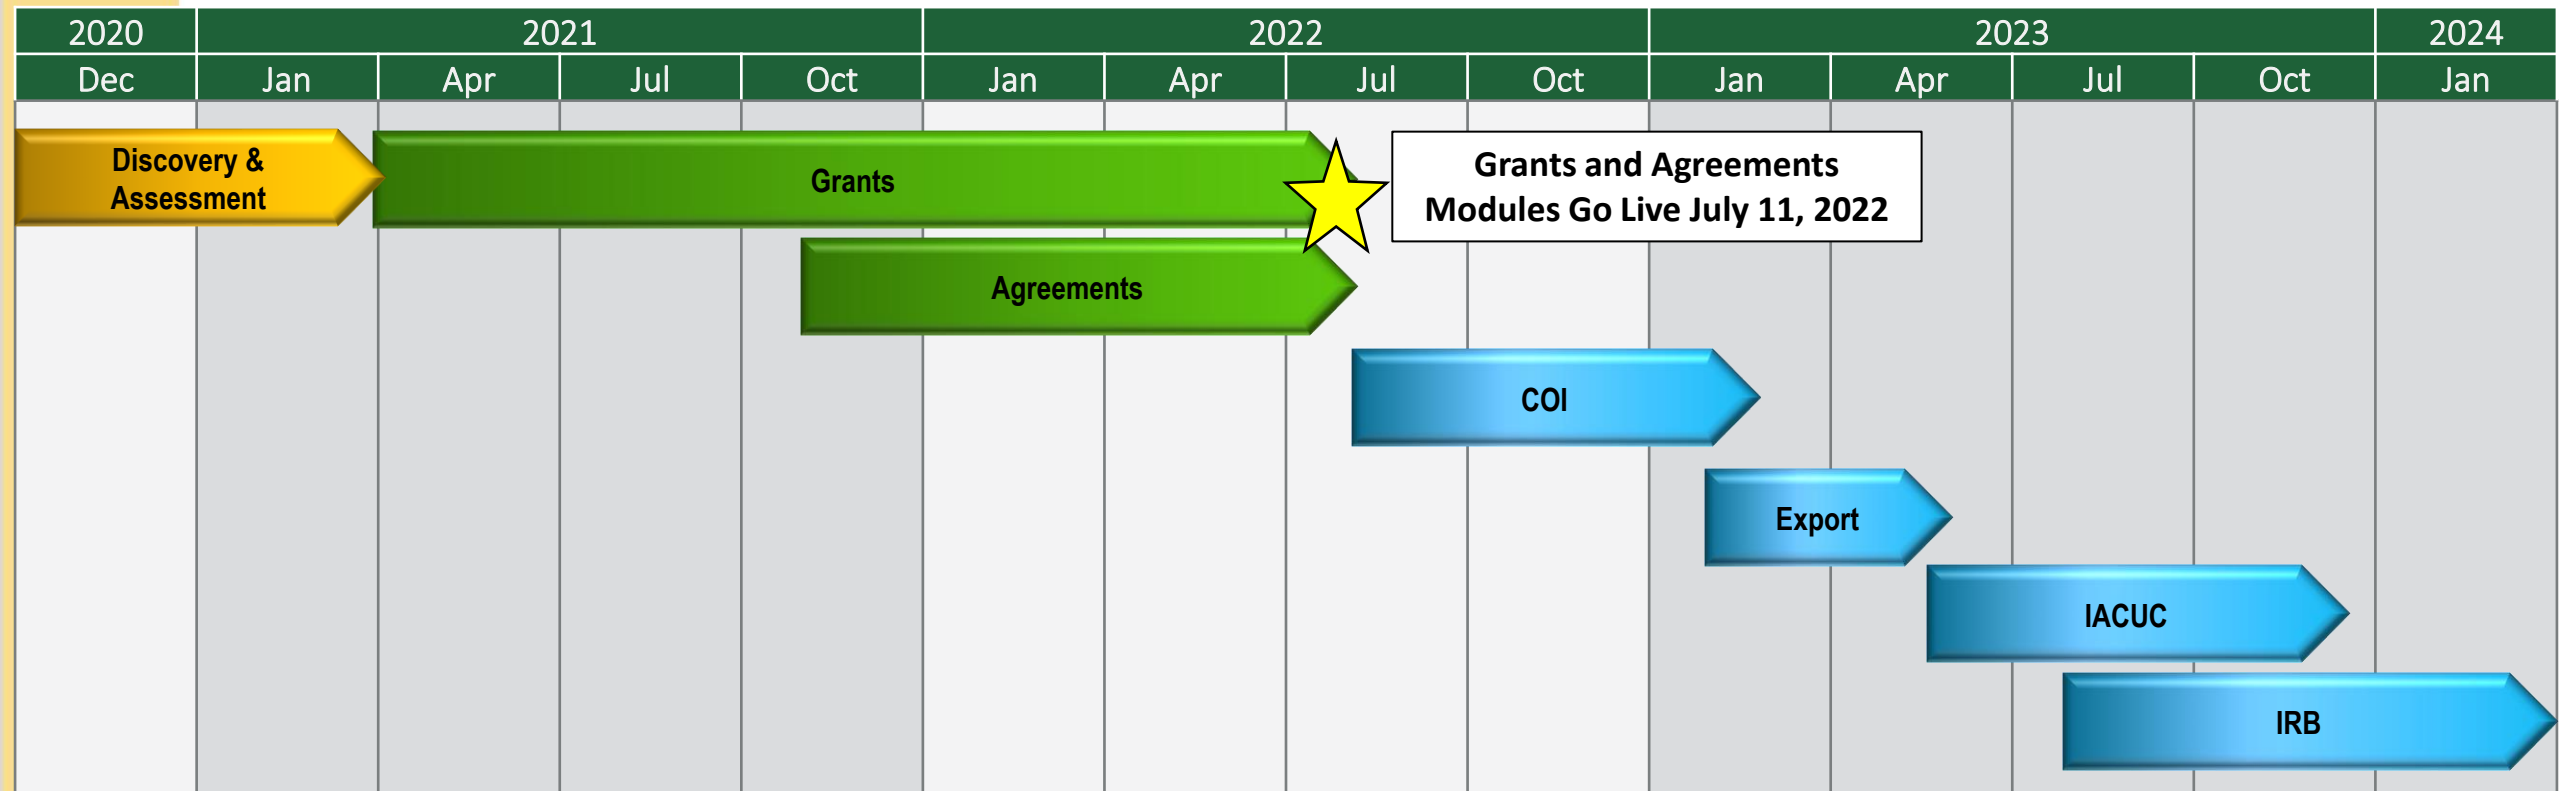 2020 2021 2022 2023 2024
Dec Jan Apr Jul Oct Jan Apr Jul Oct Jan Apr Jul Oct Jan
Discovery &
Assessment
Grants
Grants and Agreements
Modules Go Live July 11, 2022
Agreements
COI
Export
IACUC
IRB